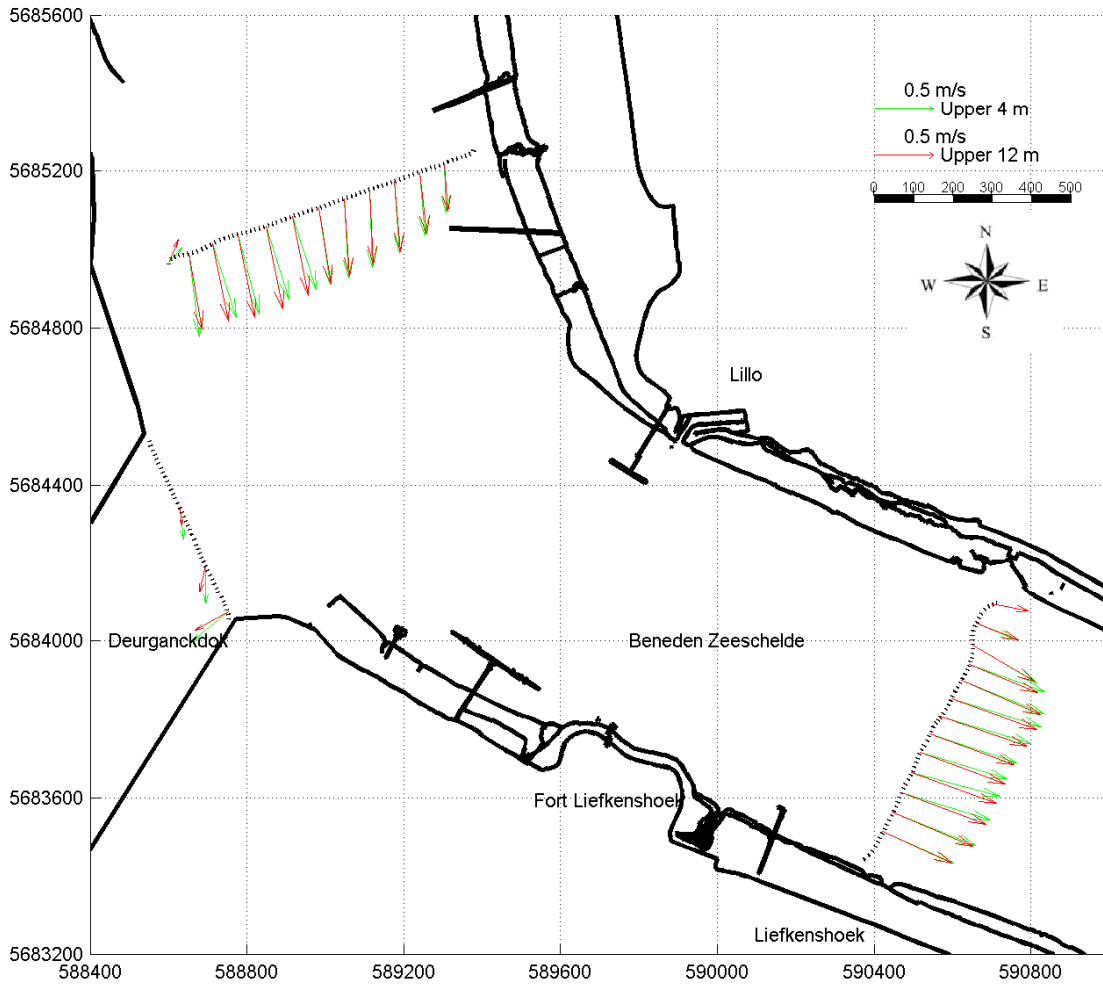 5685600
0.5 m/s
Upper 4 m
0.5 m/s
Upper 12 m
5685200
0 100 200 300 400 500
N
W E
S
5684800
Lillo
5684400
5684000
Deurganckdok
Beneden Zeeschelde
5683600
Fort Liefkenshoek
Liefkenshoek
5683200
588400 588800 589200 589600 590000 590400 590800